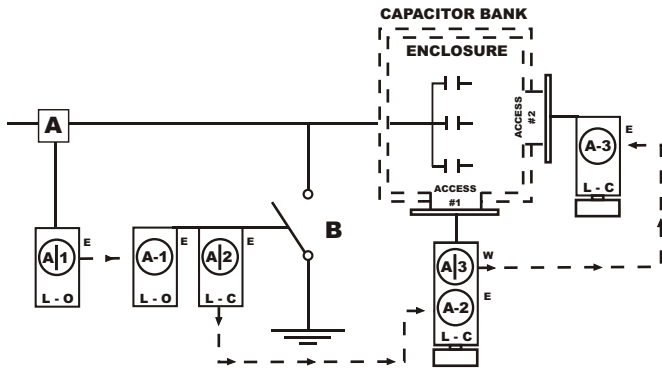 CAPACITOR BANK
ENCLOSURE
ACCESS
#2
A
A-3
E
L - C
ACCESS
#1
B
A|1
E
L - O
A-1
E
L - O
A|2
E
L - C
A|3
W
A-2
E
L - C